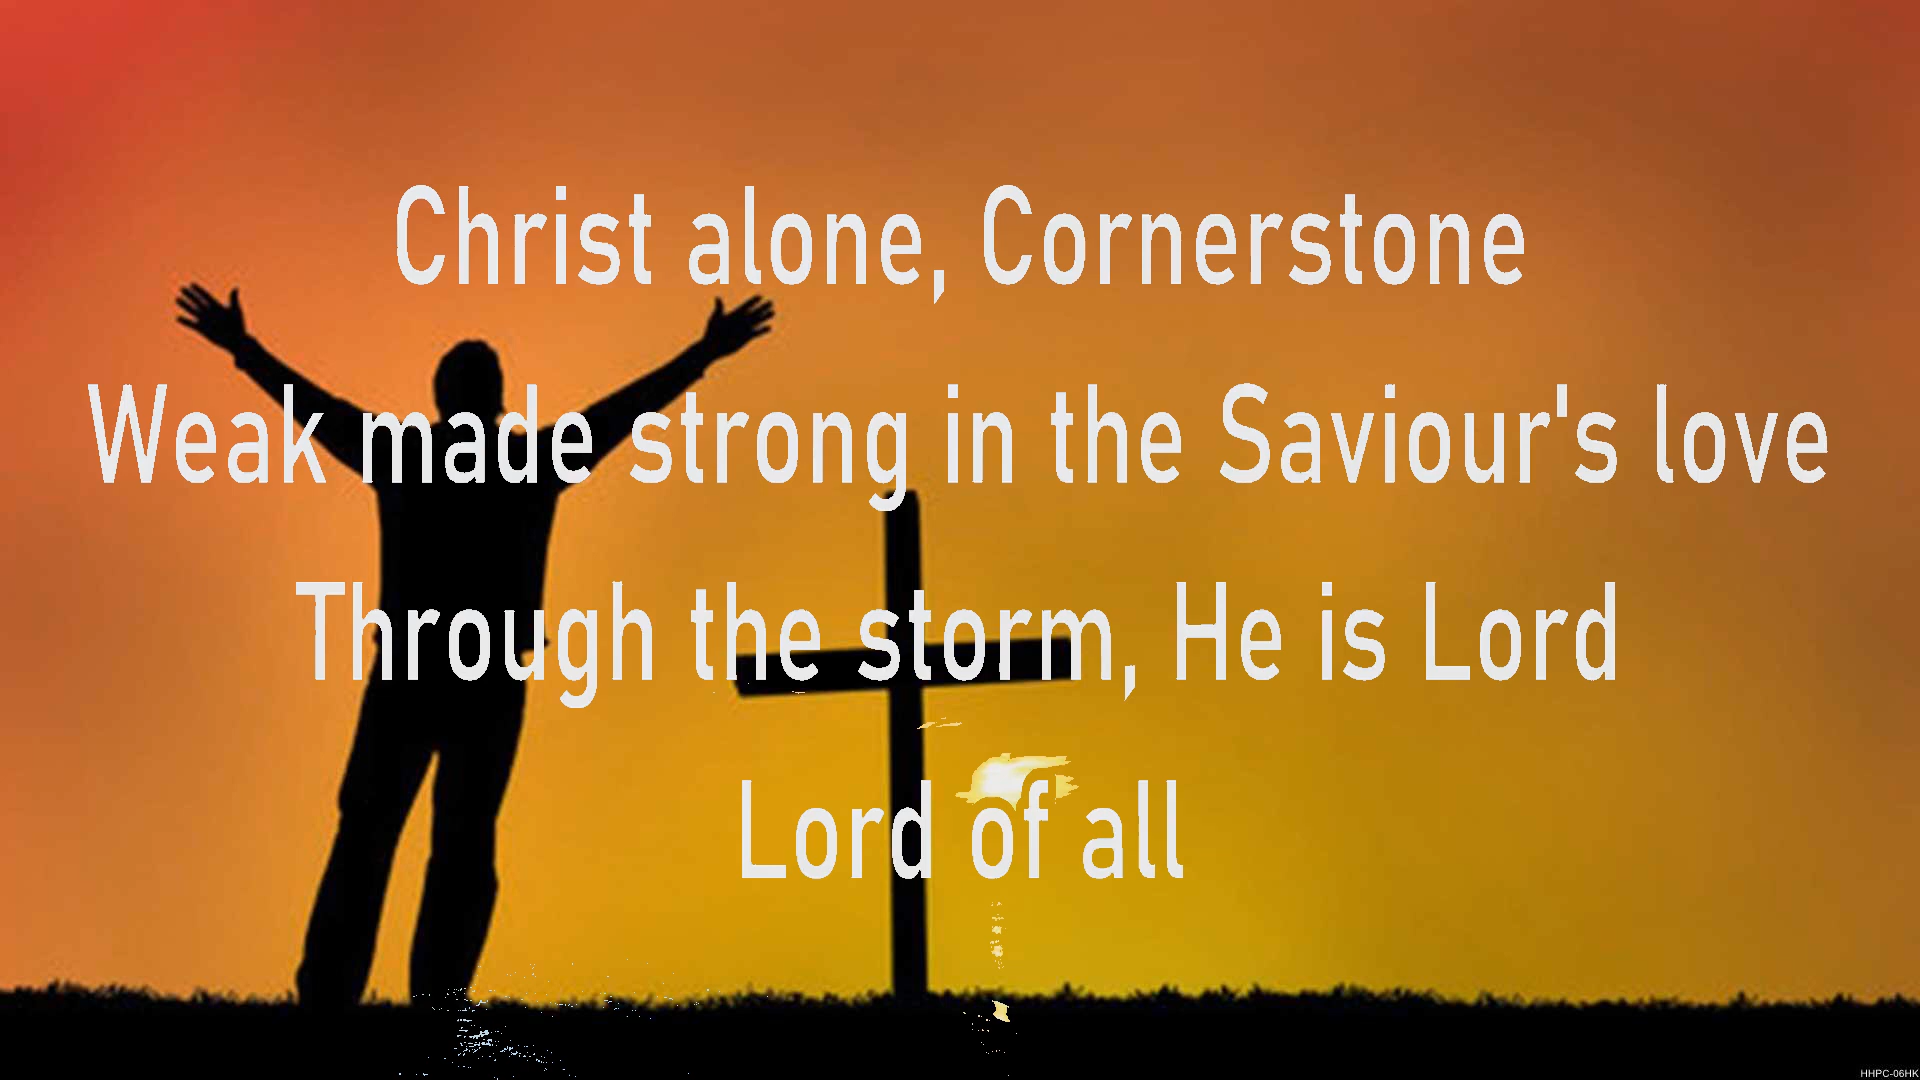 Christ alone, Cornerstone
Weak made strong in the Saviour's love
Through the storm, He is Lord
Lord of all
HHPC-06HK